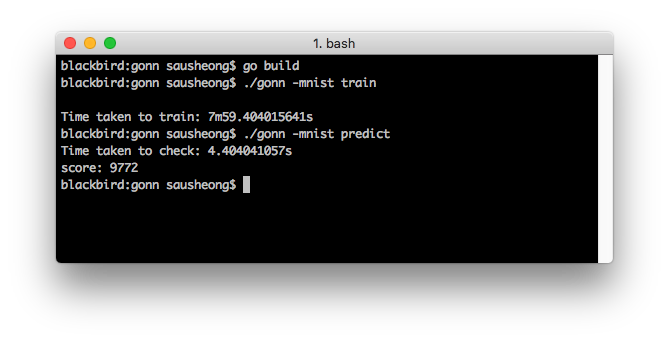 1. bash
blackbird:gonn sausheong$ go build
blackbird:gonn sausheong$ ./gonn -mnist train
Time taken to train: 7m59.404015641s
blackbird:gonn sausheong$ ./gonn -mnist predict
Time taken to check: 4.404041057s
score: 9772
blackbird:gonn sausheong$